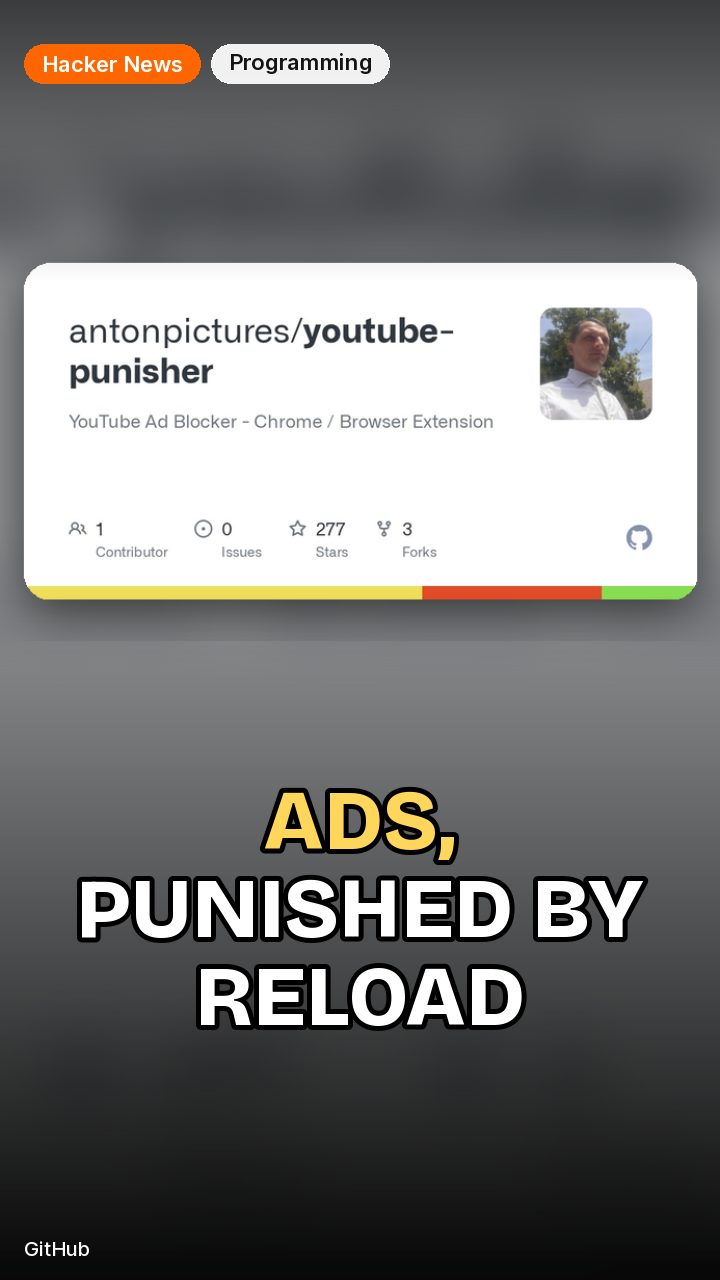 Hacker News
Programming
antonpictures/youtube-
punisher
YouTube Ad Blocker - Chrome / Browser Extension
1
Contributor
0
Issues
277
Stars
3
Forks
ADS,
PUNISHED BY
RELOAD
GitHub